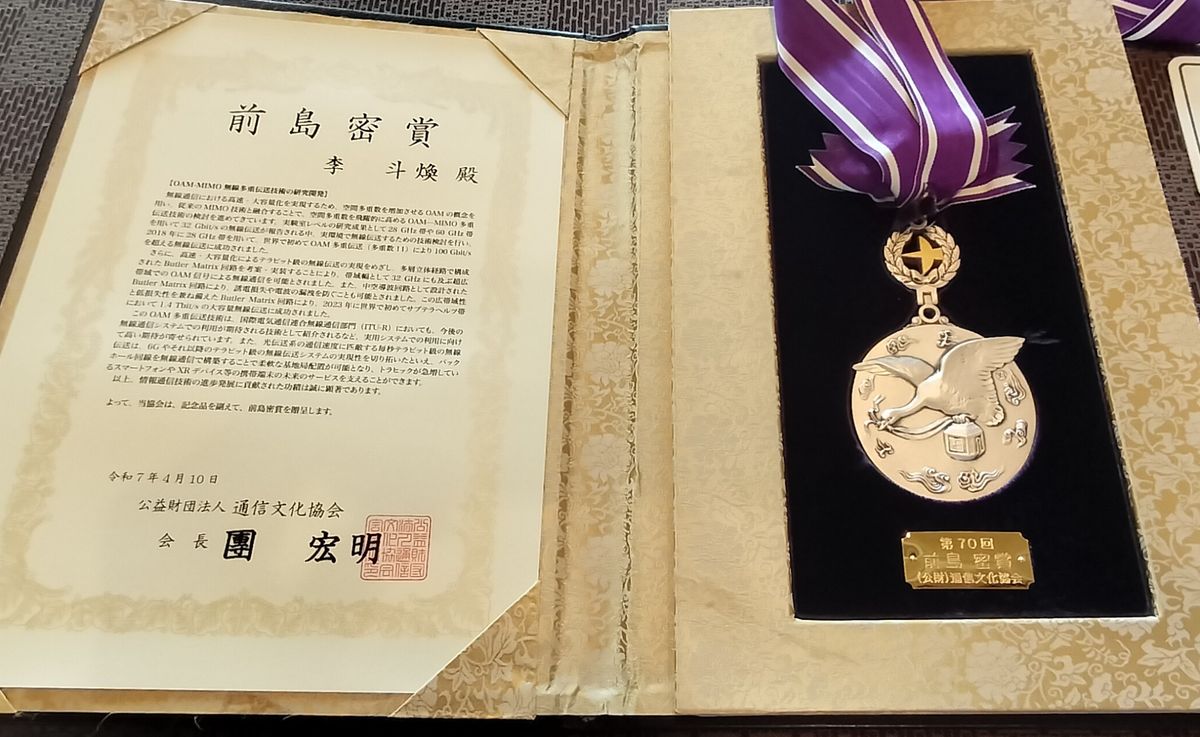 前島密賞
李 斗煥 殿
【OAM-MIMO 無線多重伝送技術の研究開発】
無線通信における高速・大容量化を実現するため、空間多重数を増加させる OAM の概念を
用い、従来の MIMO 技術と融合することで、空間多重数を飛躍的に高める OAM―MIMO 多重
伝送技術の検討を進めてきています。実験室レベルの研究成果として 28 GHz 帯や 60 GHz 帯
を用いて 32 Gbit/s の無線伝送が報告される中、実環境で無線伝送するための技術検討を行い、
2018 年に 28 GHz 帯を用いて、世界で初めて OAM 多重伝送（多重数 11）により 100 Gbit/s
を超える無線伝送に成功されました。
さらに、高速・大容量化によるテラビット級の無線伝送の実現をめざし、多層立体経路で構成
された Butler Matrix 回路を考案・実装することにより、帯域幅として 32 GHz にも及ぶ超広
帯域での OAM 信号による無線通信を可能とされました。また、中空導波回路として設計された
Butler Matrix 回路により、誘電損失や電波の漏洩を防ぐことも可能とされました。この広帯域性
と低損失性を兼ね備えた Butler Matrix 回路により、2023 年に世界で初めてサブテラヘルツ帯
において 1.4 Tbit/s の大容量無線伝送に成功されました。
この OAM 多重伝送技術は、国際電気通信連合無線通信部門（ITU-R）においても、今後の
無線通信システムでの利用が期待される技術として紹介されるなど、実用システムでの利用に向け
て高い期待が寄せられています。また、光伝送系の通信速度に匹敵する毎秒テラビット級の無線
伝送は、6G やそれ以降のテラビット級の無線伝送システムの実現性を切り拓いたといえ、バック
ホール回線を無線通信で構築することで柔軟な基地局配置が可能となり、トラヒックが急増してい
るスマートフォンや XR デバイス等の携帯端末の未来のサービスを支えることができます。
以上、情報通信技術の進歩発展に貢献された功績は誠に顕著であります。
よって、当協会は、記念品を副えて、前島密賞を贈呈します。
令和7年4月10日
公益財団法人 通信文化協会
会長 團 宏明
公益財団法人通信文化協会之印
第70回
前島密賞
(公財)通信文化協会